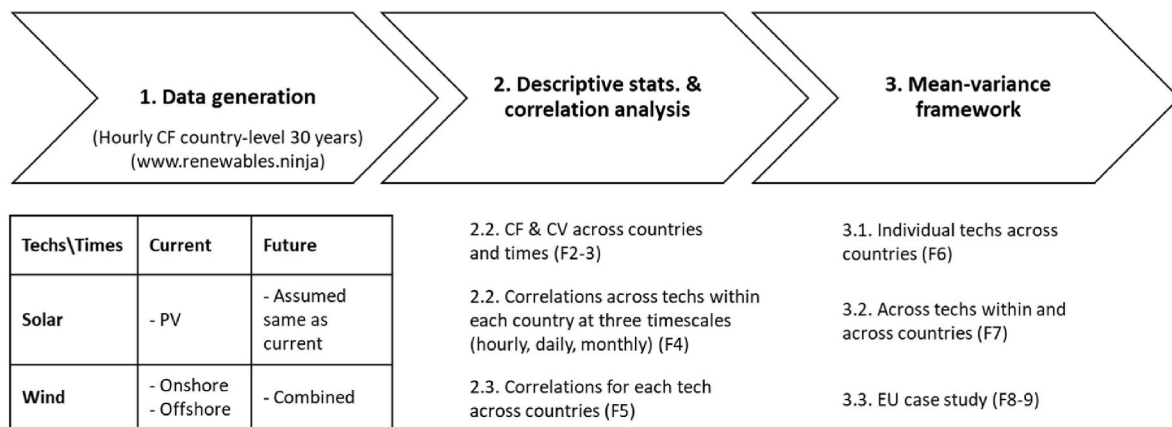 1. Data generation
(Hourly CF country-level 30 years)
(www.renewables.ninja)
2. Descriptive stats. &
correlation analysis
3. Mean-variance
framework
Techs\Times Current Future
Solar - PV - Assumed
same as
current
Wind - Onshore
- Offshore - Combined
2.2. CF & CV across countries
and times (F2-3)
2.2. Correlations across techs within
each country at three timescales
(hourly, daily, monthly) (F4)
2.3. Correlations for each tech
across countries (F5)
3.1. Individual techs across
countries (F6)
3.2. Across techs within and
across countries (F7)
3.3. EU case study (F8-9)